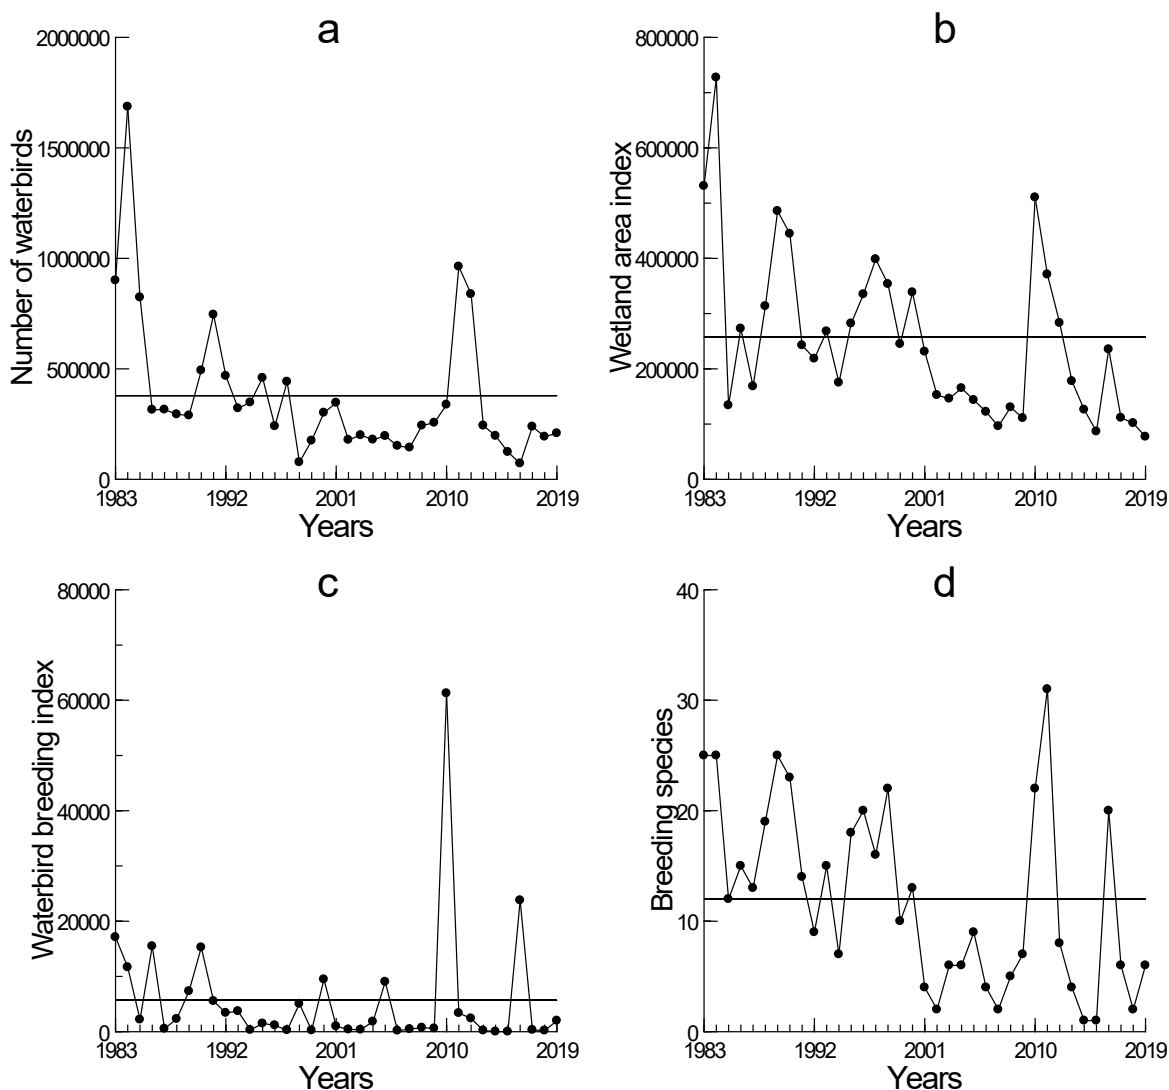 a
Number of waterbirds
2000000
1500000
1000000
500000
0
1983 1992 2001 2010 2019
Years
b
Wetland area index
800000
600000
400000
200000
0
1983 1992 2001 2010 2019
Years
c
Waterbird breeding index
80000
60000
40000
20000
0
1983 1992 2001 2010 2019
Years
d
Breeding species
40
30
20
10
0
1983 1992 2001 2010 2019
Years